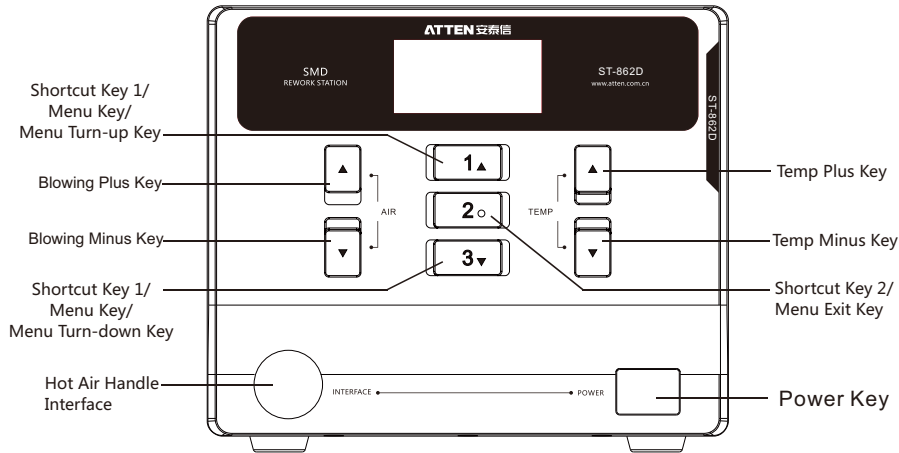 ATTEN安泰信
SMD
REWORK STATION
ST-862D
www.atten.com.cn
ST-862D
Shortcut Key 1/
Menu Key/
Menu Turn-up Key
1▲
▲
▲
Blowing Plus Key
Temp Plus Key
AIR
2○
TEMP
Blowing Minus Key
▼
▼
Temp Minus Key
3▼
Shortcut Key 1/
Menu Key/
Menu Turn-down Key
Shortcut Key 2/
Menu Exit Key
Hot Air Handle
Interface
INTERFACE
POWER
Power Key